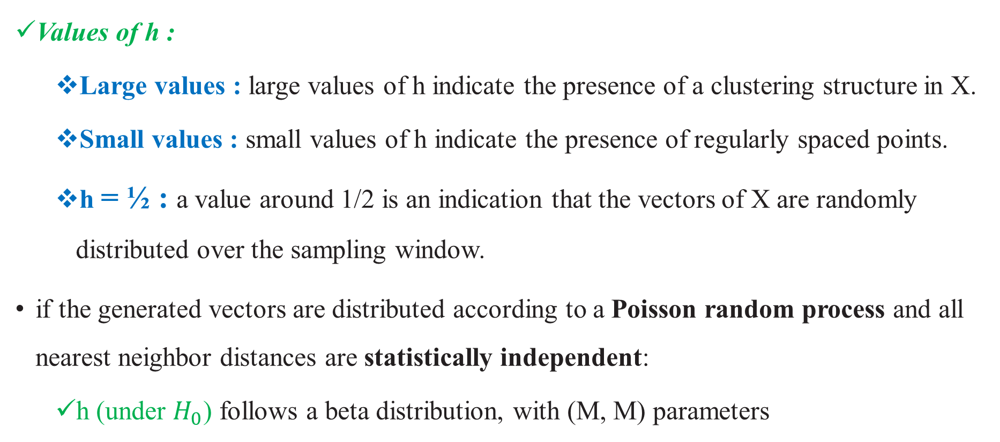 ✓Values of h :
❖Large values : large values of h indicate the presence of a clustering structure in X.
❖Small values : small values of h indicate the presence of regularly spaced points.
❖h = ½ : a value around 1/2 is an indication that the vectors of X are randomly
distributed over the sampling window.
• if the generated vectors are distributed according to a Poisson random process and all
nearest neighbor distances are statistically independent:
✓h (under H₀) follows a beta distribution, with (M, M) parameters